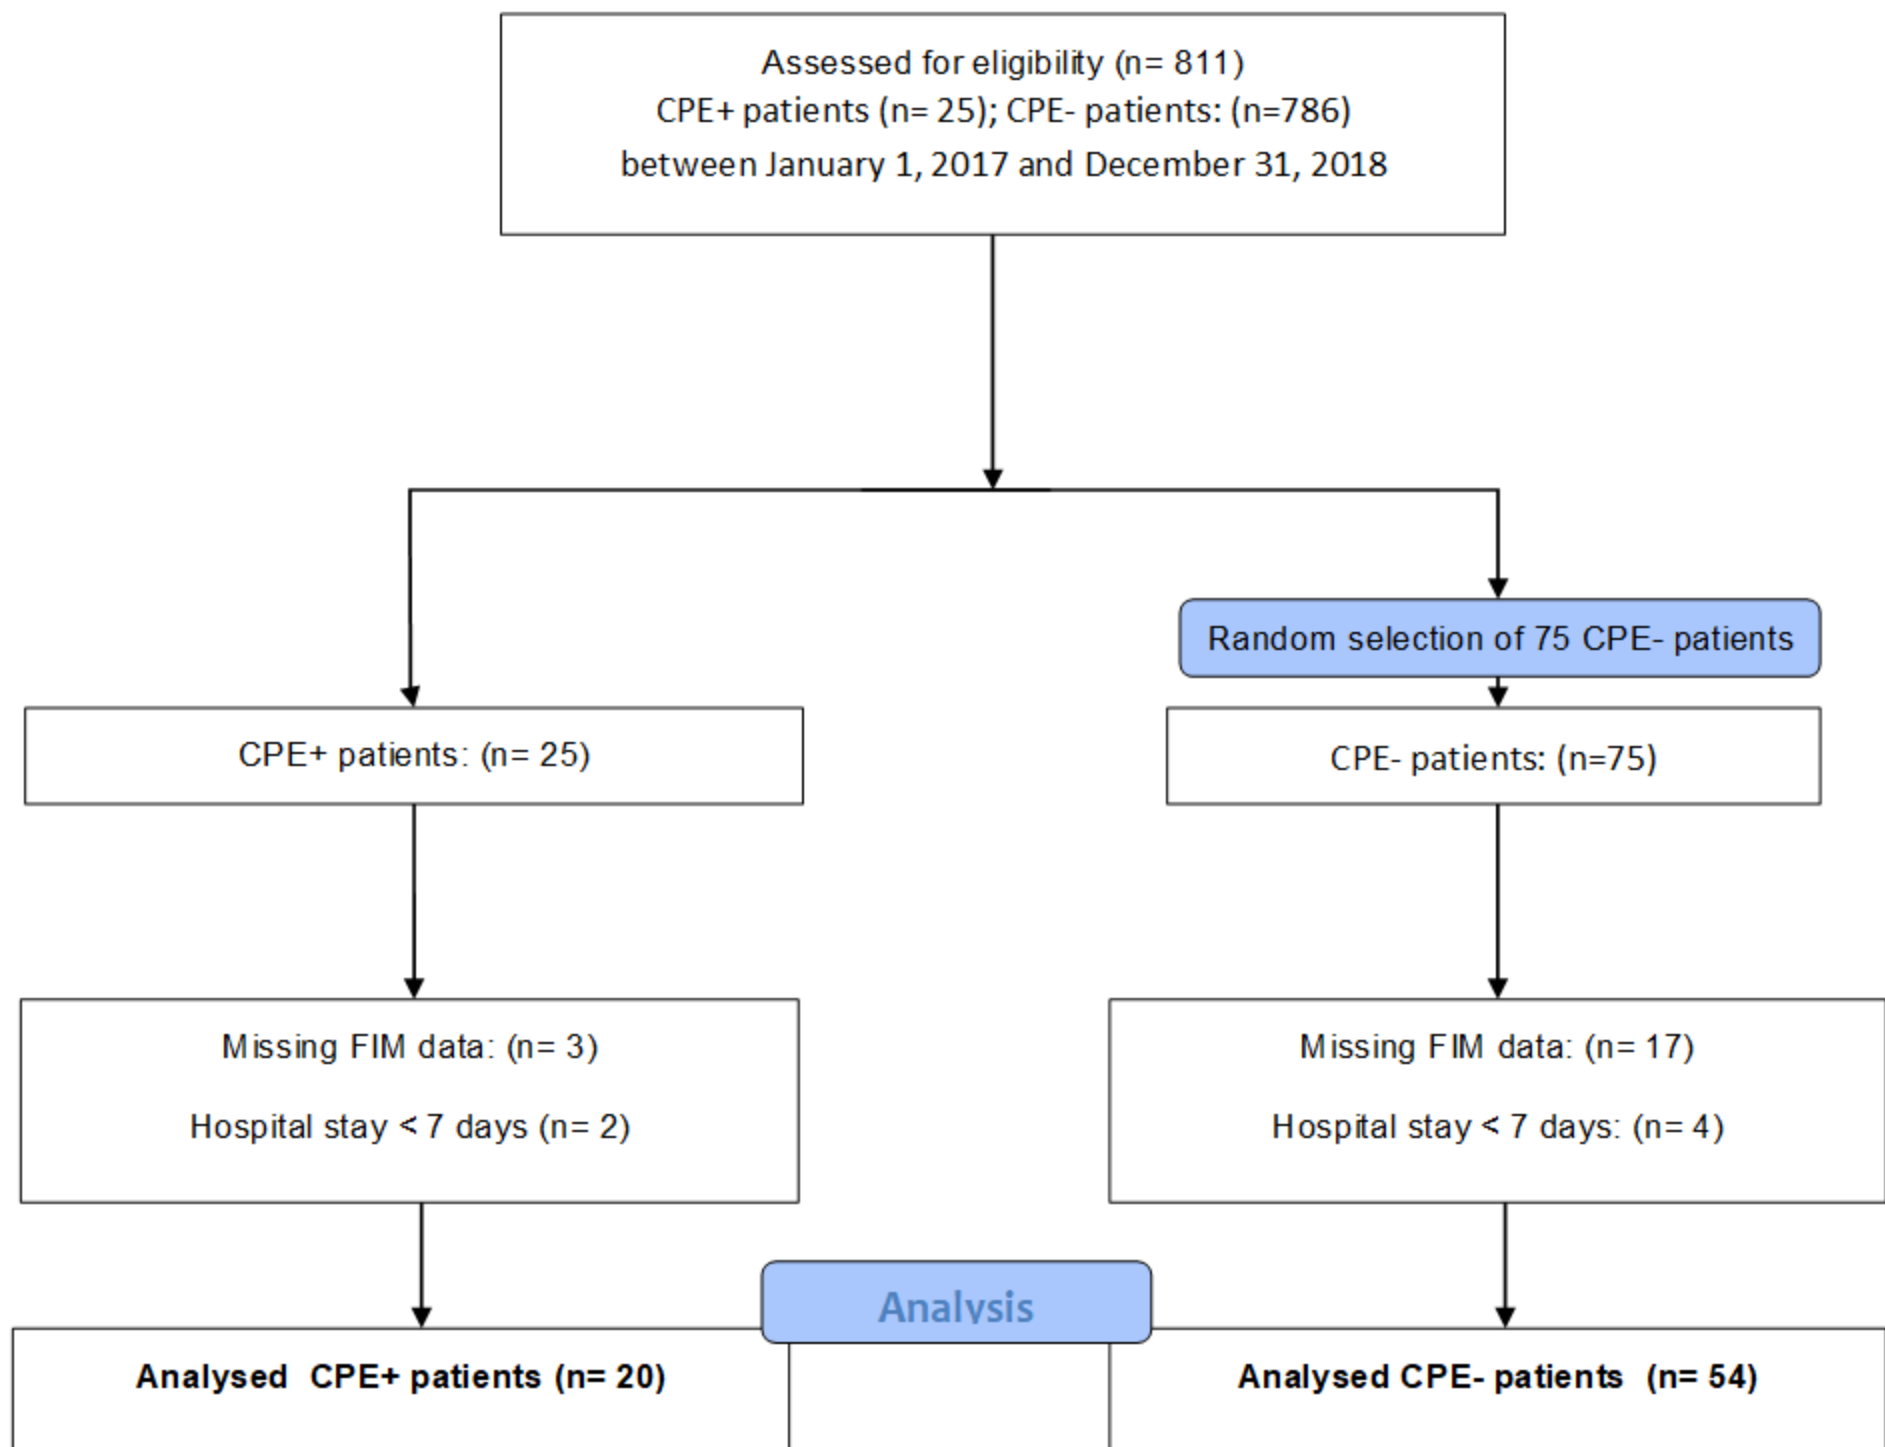 Assessed for eligibility (n= 811)
CPE+ patients (n= 25); CPE- patients: (n=786)
between January 1, 2017 and December 31, 2018
Random selection of 75 CPE- patients
CPE+ patients: (n= 25)
CPE- patients: (n=75)
Missing FIM data: (n= 3)
Hospital stay < 7 days (n= 2)
Missing FIM data: (n= 17)
Hospital stay < 7 days: (n= 4)
Analysis
Analysed CPE+ patients (n= 20)
Analysed CPE- patients (n= 54)